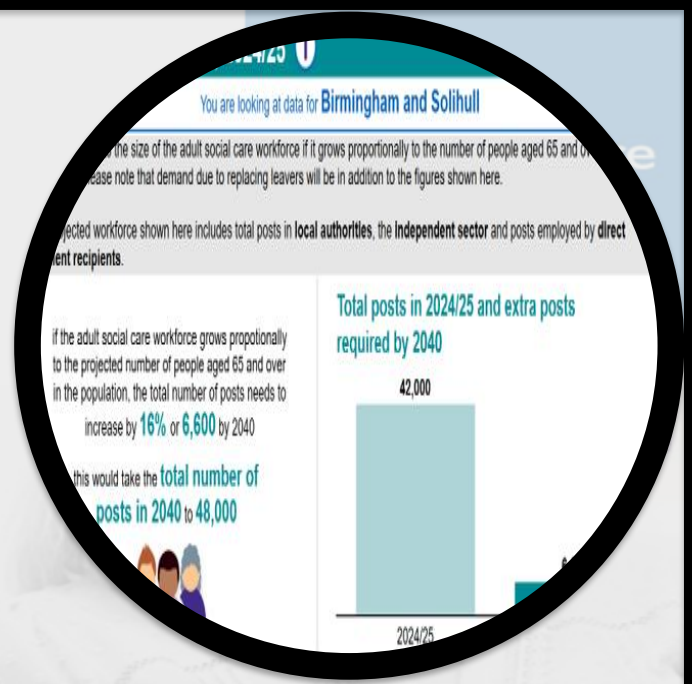 2024/25 i
You are looking at data for Birmingham and Solihull
the size of the adult social care workforce if it grows proportionally to the number of people aged 65 and
ease note that demand due to replacing leavers will be in addition to the figures shown here.
jected workforce shown here includes total posts in local authorities, the independent sector and posts employed by direct
ent recipients.
if the adult social care workforce grows propotionally
to the projected number of people aged 65 and over
in the population, the total number of posts needs to
increase by 16% or 6,600 by 2040
this would take the total number of
posts in 2040 to 48,000
Total posts in 2024/25 and extra posts
required by 2040
42,000
2024/25